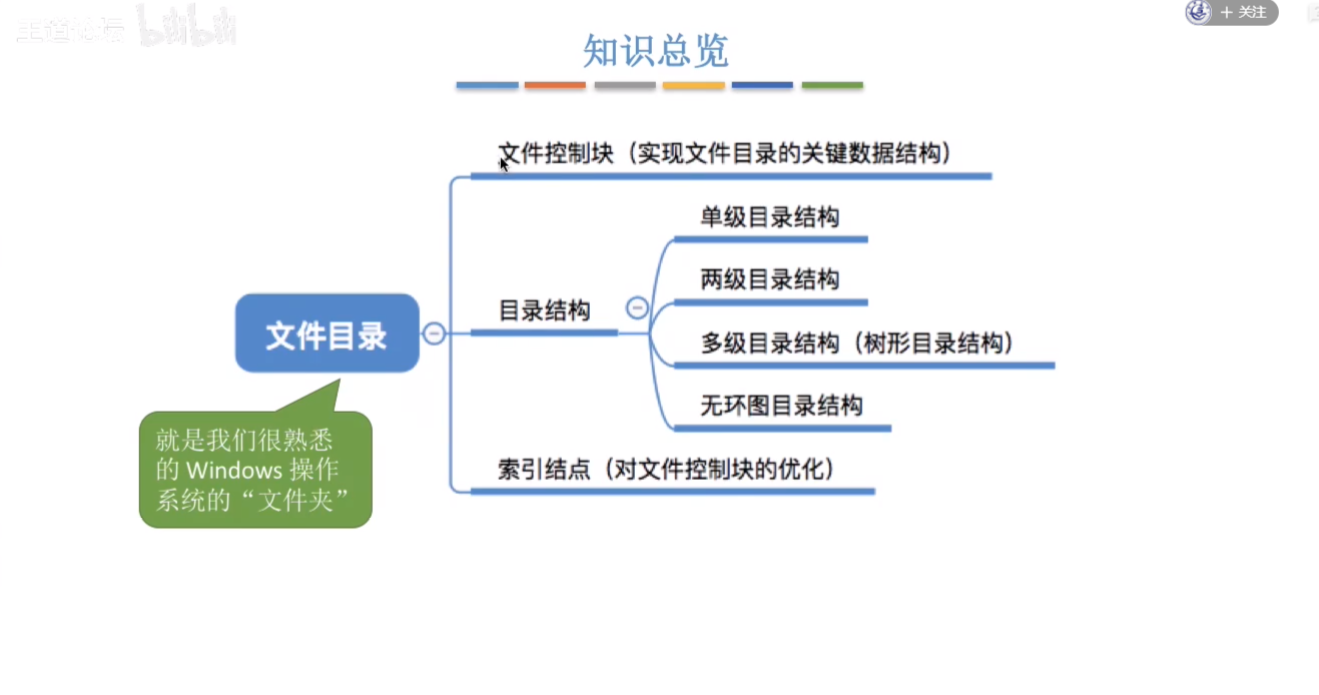 王道论坛
bilibili
+ 关注
知识总览
文件控制块（实现文件目录的关键数据结构）
单级目录结构
两级目录结构
目录结构
文件目录
多级目录结构（树形目录结构）
无环图目录结构
就是我们很熟悉
的 Windows 操作
系统的“文件夹”
索引结点（对文件控制块的优化）